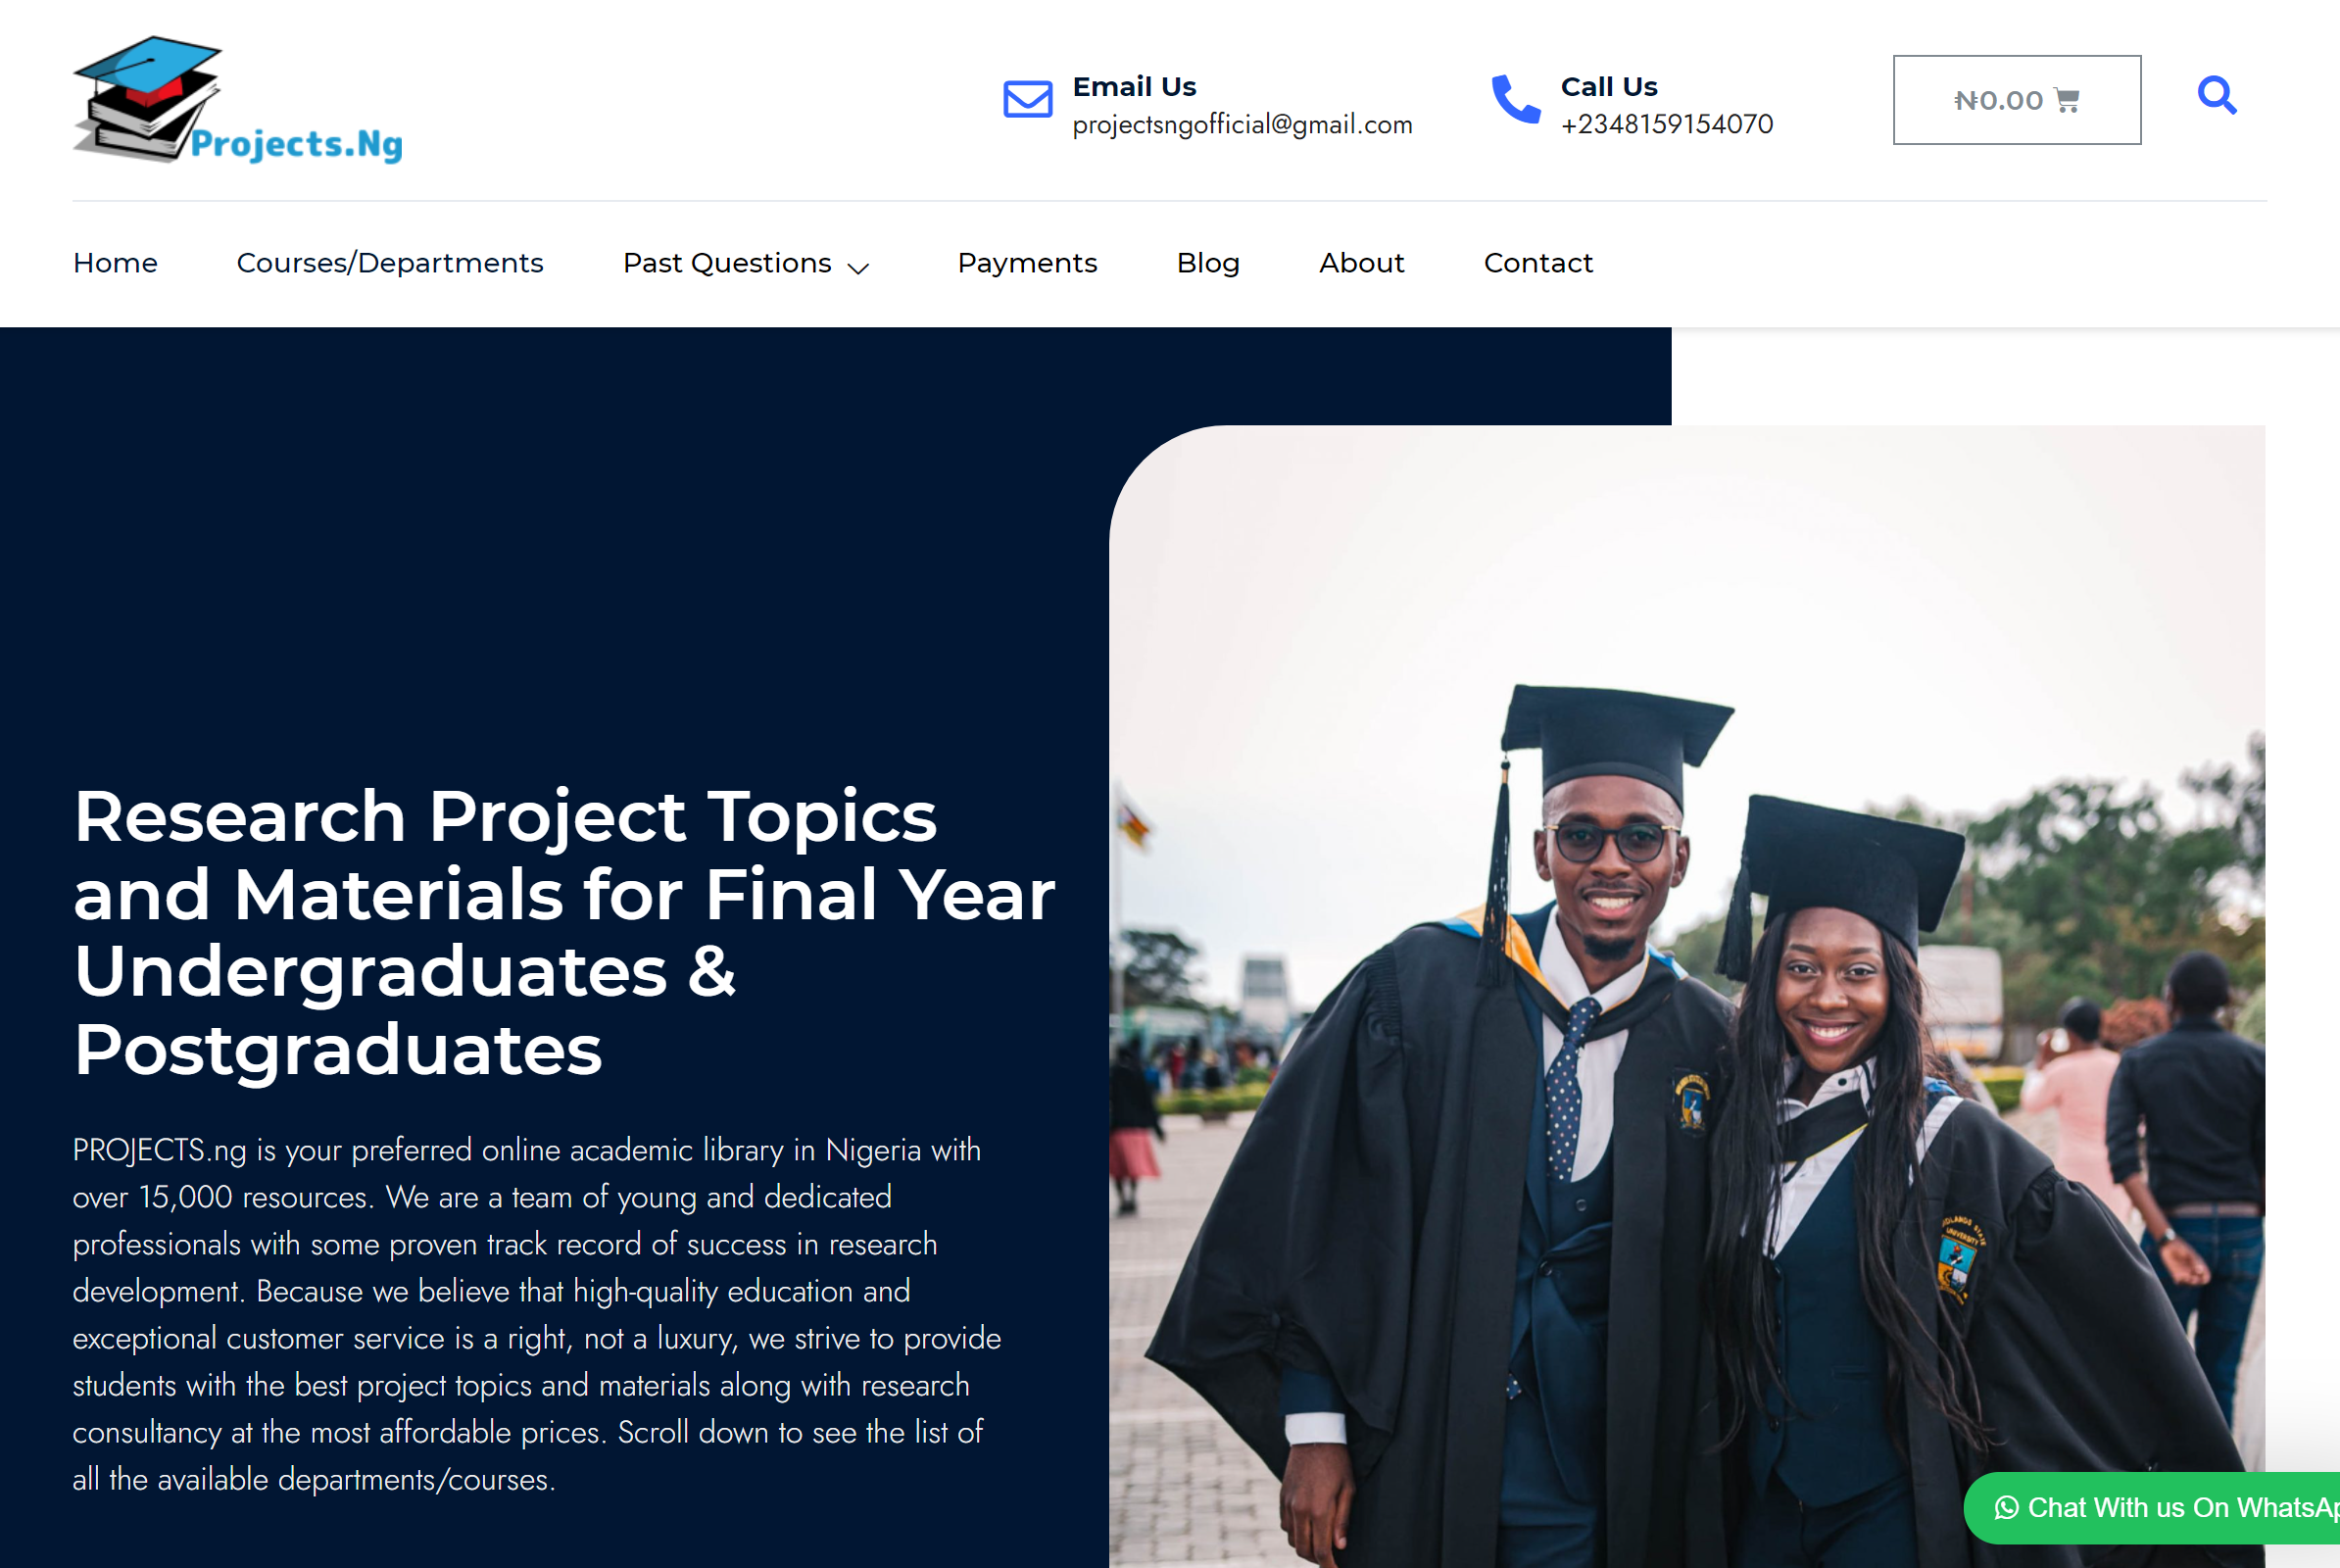 Projects.Ng
Email Us
projectsngofficial@gmail.com
Call Us
+2348159154070
₦0.00
Home
Courses/Departments
Past Questions
Payments
Blog
About
Contact
Research Project Topics
and Materials for Final Year
Undergraduates &
Postgraduates
PROJECTS.ng is your preferred online academic library in Nigeria with
over 15,000 resources. We are a team of young and dedicated
professionals with some proven track record of success in research
development. Because we believe that high-quality education and
exceptional customer service is a right, not a luxury, we strive to provide
students with the best project topics and materials along with research
consultancy at the most affordable prices. Scroll down to see the list of
all the available departments/courses.
STATE
UNIVERSITY
Chat With us On WhatsAp